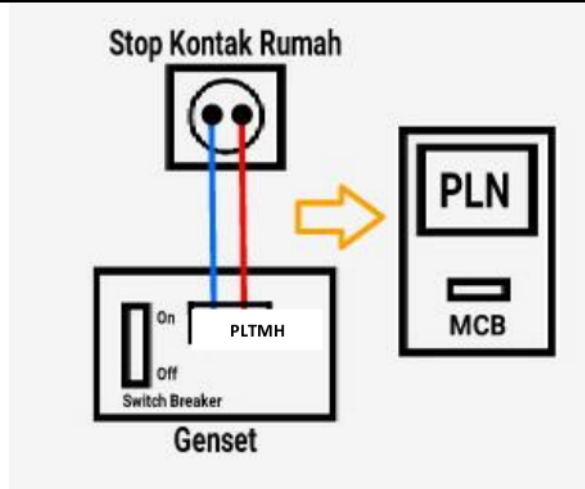 Stop Kontak Rumah
PLN
MCB
On
PLTMH
Off
Switch Breaker
Genset